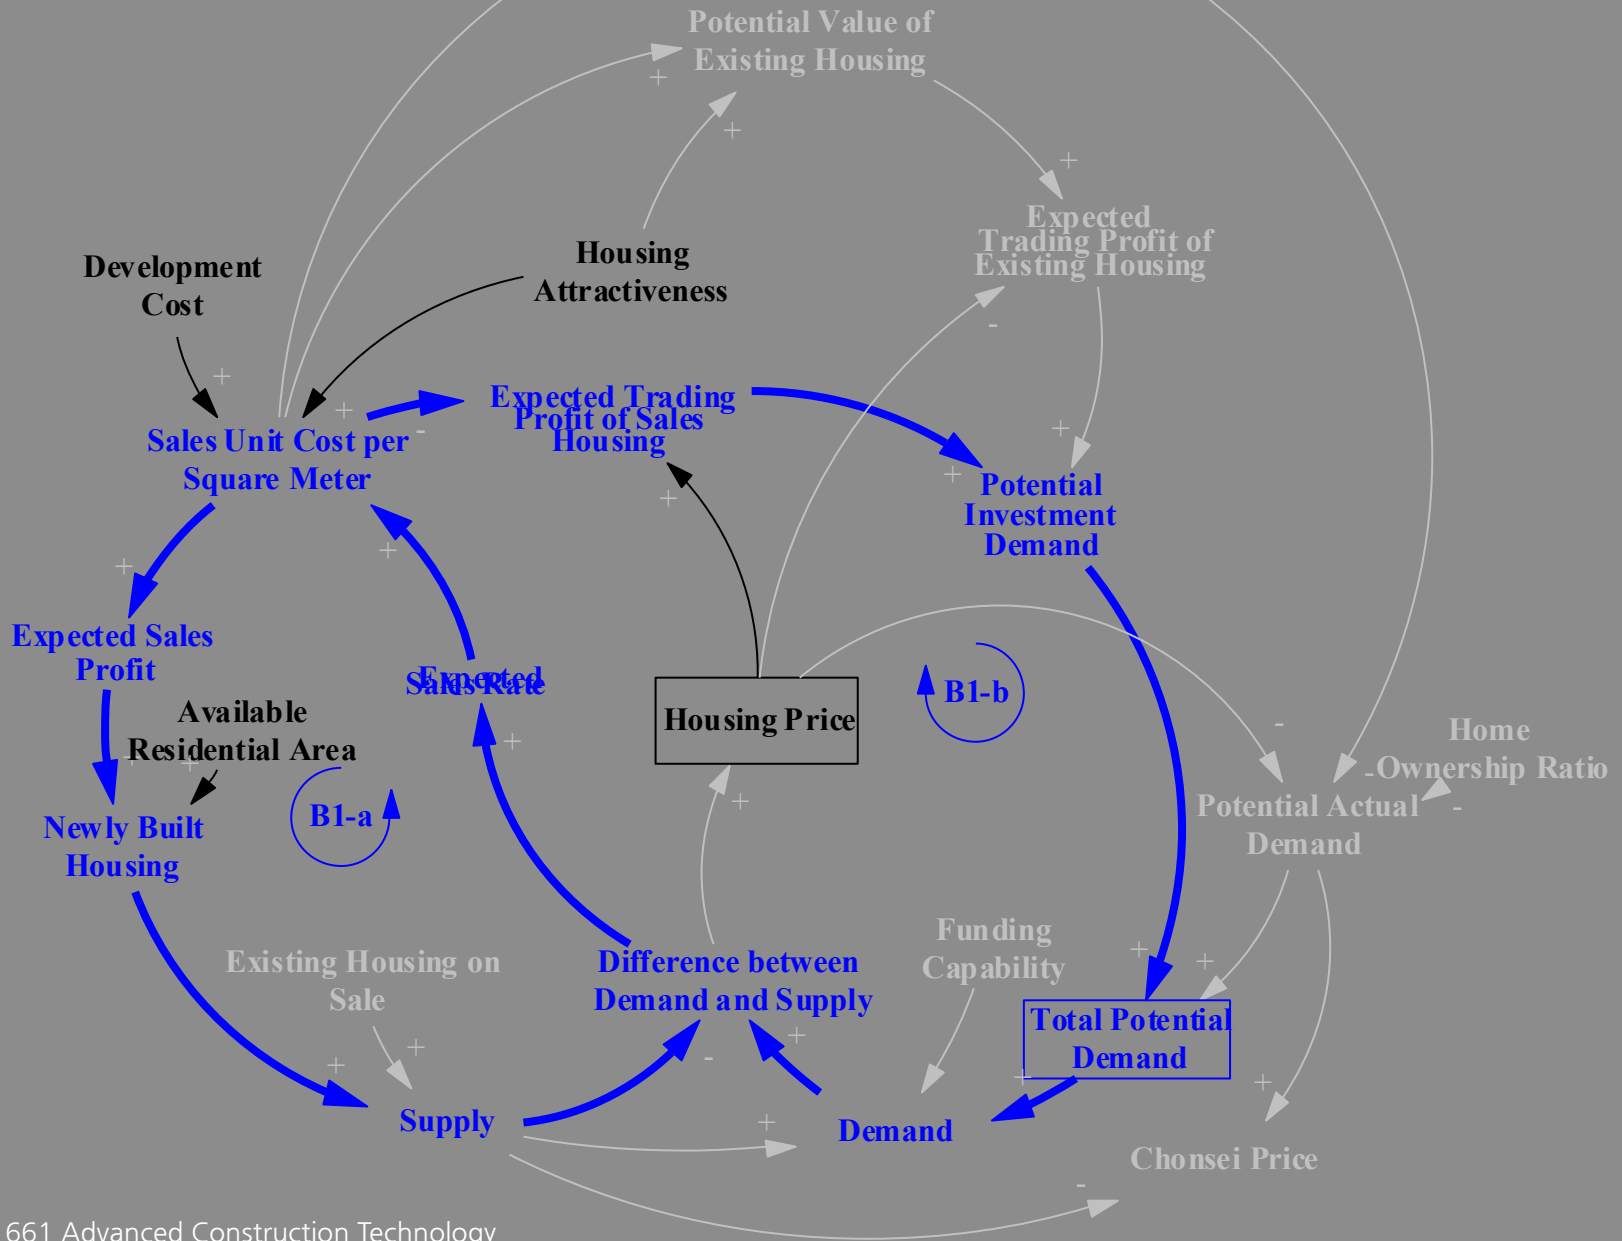 Potential Value of
Existing Housing
+
+
+
Expected
Trading Profit of
Existing Housing
Development
Cost
Housing
Attractiveness
-
+
+
-
Expected Trading
Profit of Sales
Housing
+
Sales Unit Cost per
Square Meter
+
+
Potential
Investment
Demand
+
+
Expected Sales
Profit
Expected
Sales Rate
Available
Residential Area
+
+
+
B1-a
Housing Price
B1-b
-
Home
Ownership Ratio
-
-
Potential Actual
Demand
+
Newly Built
Housing
Existing Housing on
Sale
Difference between
Demand and Supply
Funding
Capability
+
+
Total Potential
Demand
+
+
-
+
+
Supply
+
Demand
+
Chonsei Price
-
661 Advanced Construction Technology